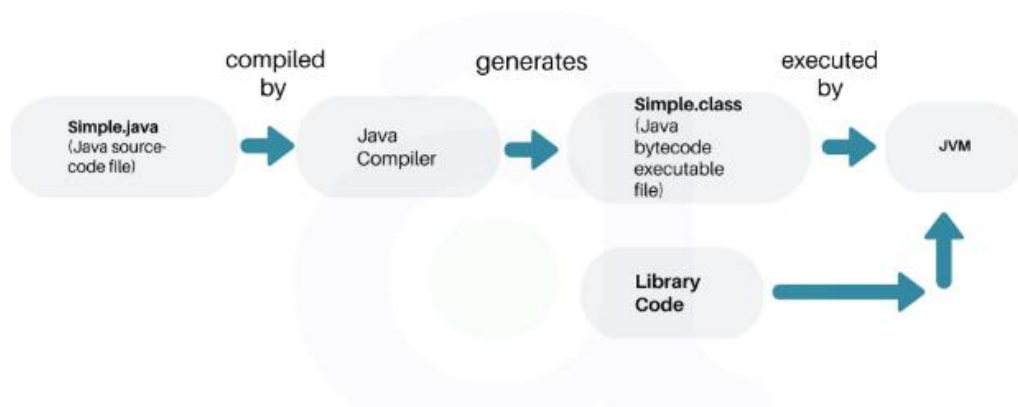 compiled
by
generates
executed
by
Simple.java
(Java source-
code file)
Java
Compiler
Simple.class
(Java
bytecode
executable
file)
JVM
Library
Code